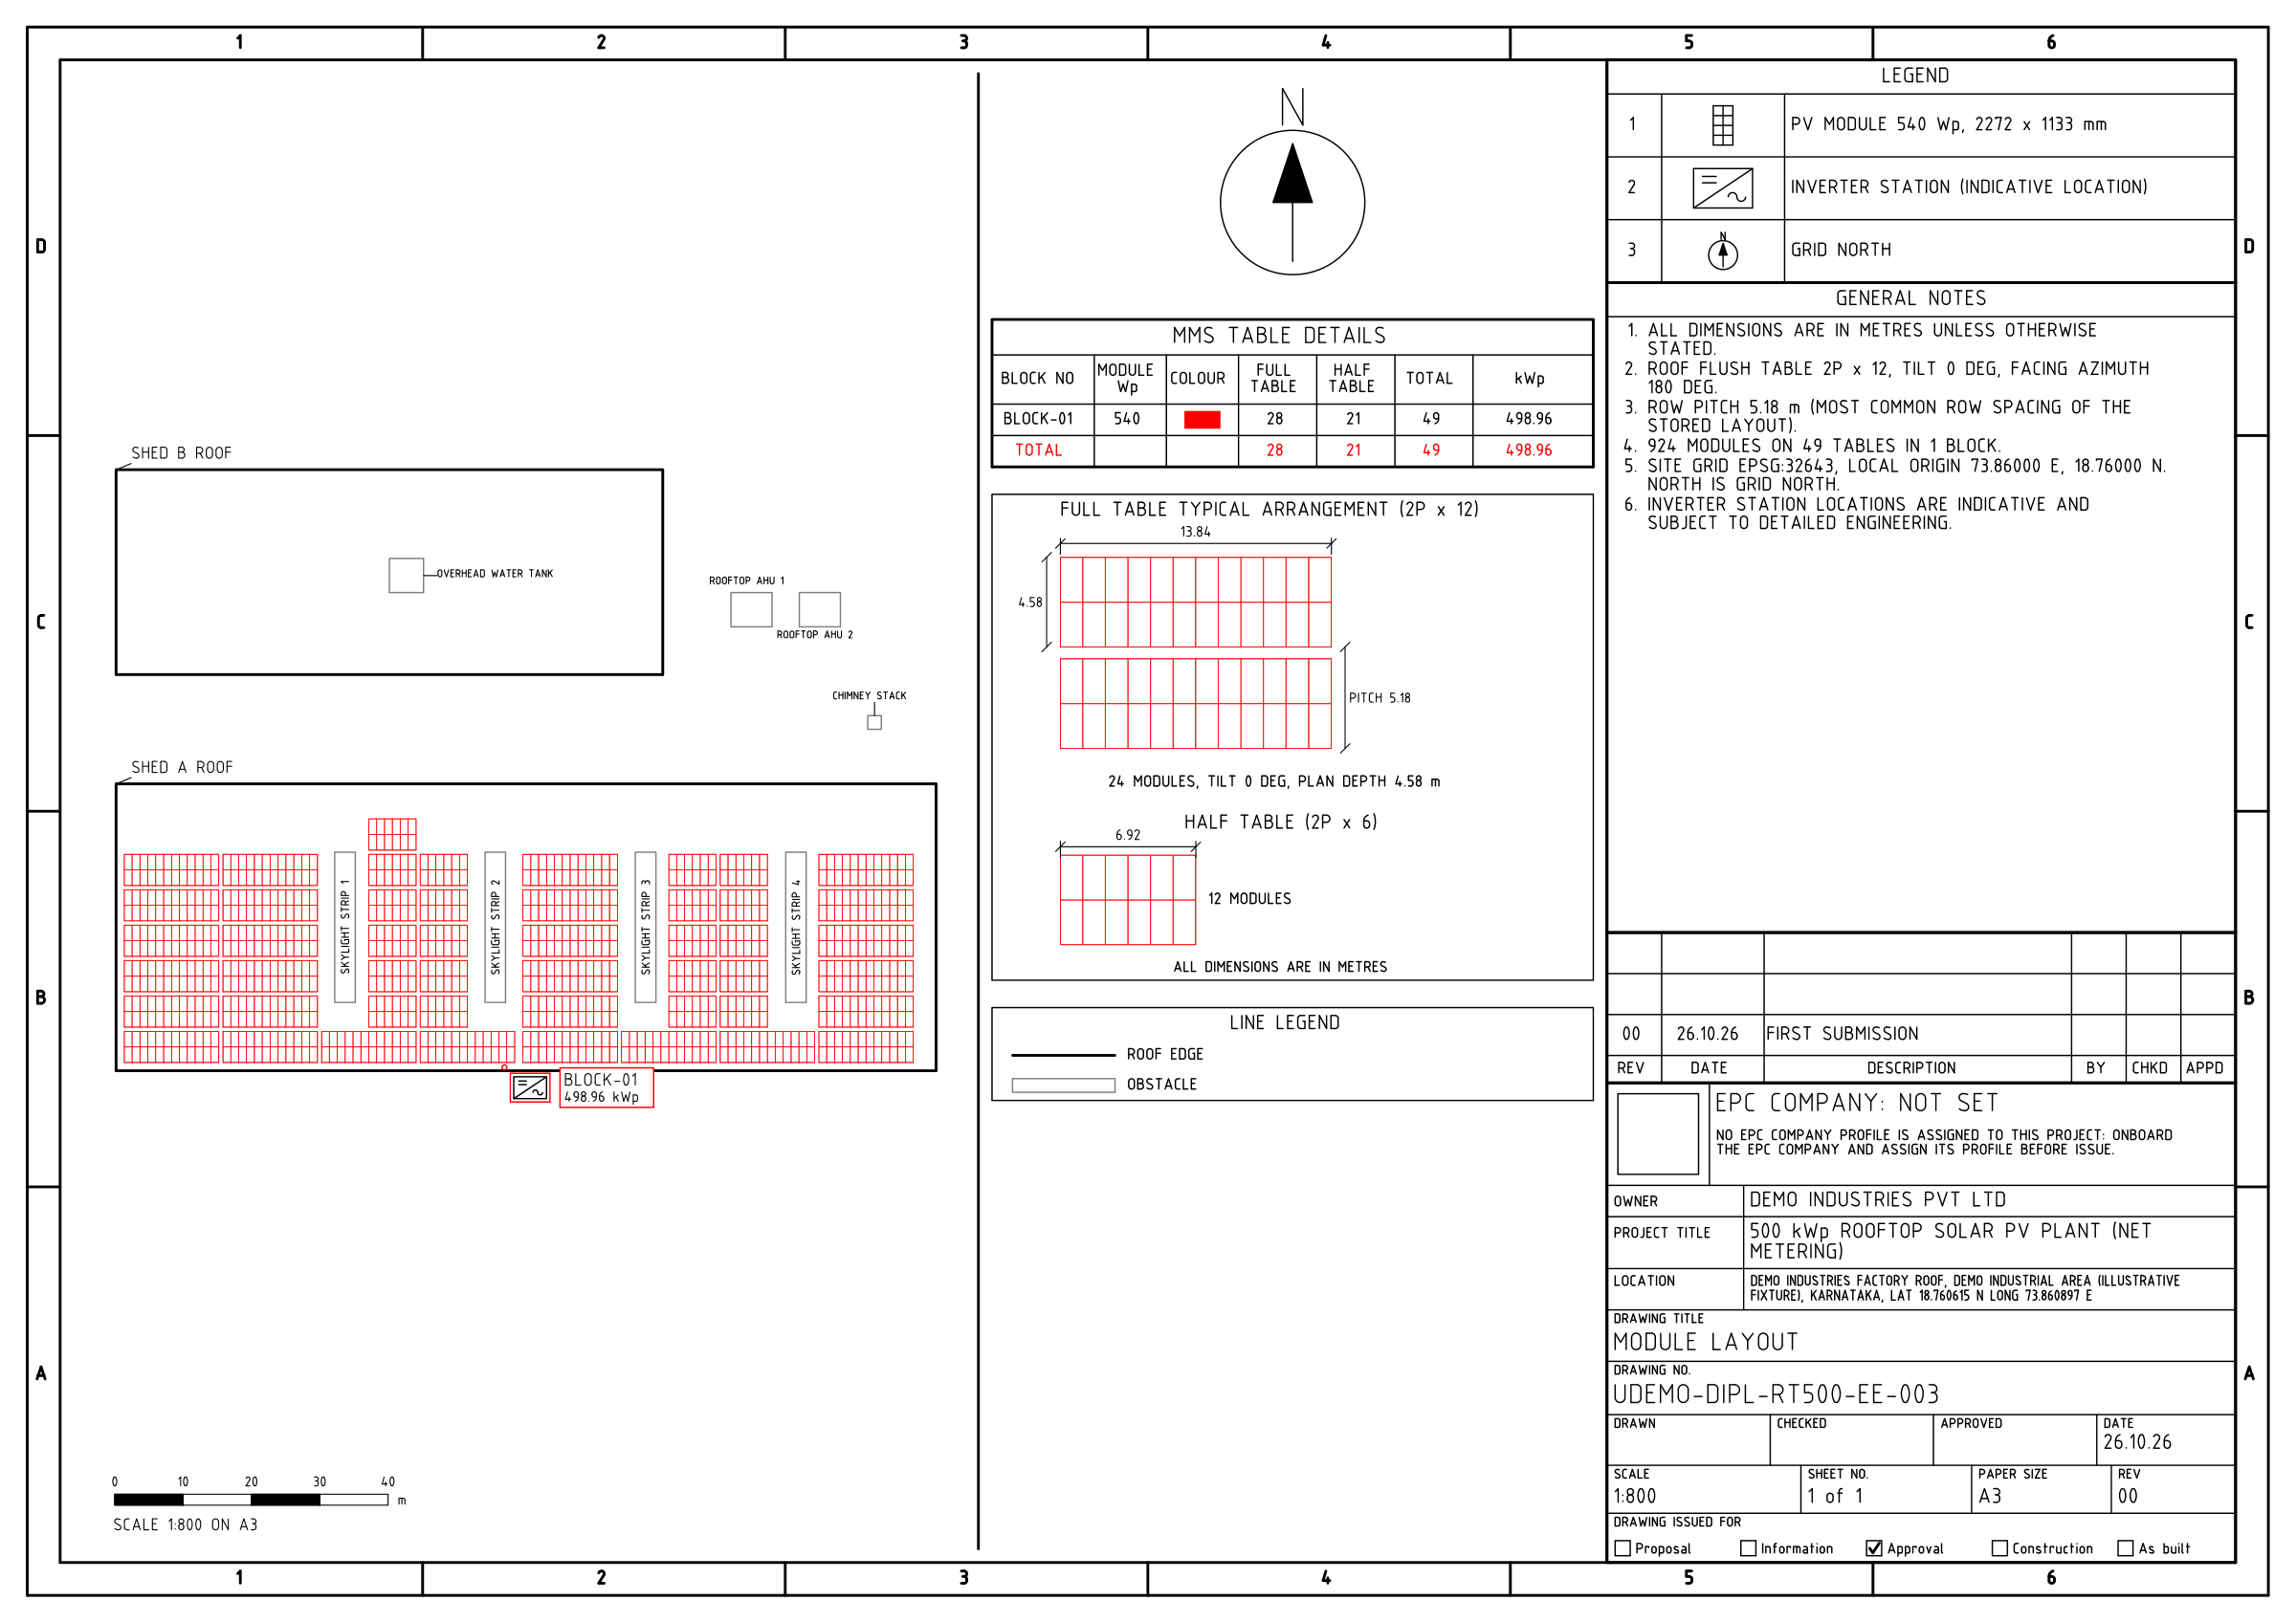 1 2 3 4 5 6
D D
C C
B B
A A
1 2 3 4 5 6
SHED B ROOF
OVERHEAD WATER TANK
ROOFTOP AHU 1
ROOFTOP AHU 2
CHIMNEY STACK
SHED A ROOF
SKYLIGHT STRIP 1
SKYLIGHT STRIP 2
SKYLIGHT STRIP 3
SKYLIGHT STRIP 4
BLOCK-01
498.96 kWp
0 10 20 30 40
m
SCALE 1:800 ON A3
N
MMS TABLE DETAILS
BLOCK NO MODULE Wp COLOUR FULL TABLE HALF TABLE TOTAL kWp
BLOCK-01 540 28 21 49 498.96
TOTAL 28 21 49 498.96
FULL TABLE TYPICAL ARRANGEMENT (2P x 12)
13.84
4.58
PITCH 5.18
24 MODULES, TILT 0 DEG, PLAN DEPTH 4.58 m
HALF TABLE (2P x 6)
6.92
12 MODULES
ALL DIMENSIONS ARE IN METRES
LINE LEGEND
ROOF EDGE
OBSTACLE
LEGEND
1 PV MODULE 540 Wp, 2272 x 1133 mm
2 INVERTER STATION (INDICATIVE LOCATION)
3 N GRID NORTH
GENERAL NOTES
1. ALL DIMENSIONS ARE IN METRES UNLESS OTHERWISE
STATED.
2. ROOF FLUSH TABLE 2P x 12, TILT 0 DEG, FACING AZIMUTH
180 DEG.
3. ROW PITCH 5.18 m (MOST COMMON ROW SPACING OF THE
STORED LAYOUT).
4. 924 MODULES ON 49 TABLES IN 1 BLOCK.
5. SITE GRID EPSG:32643, LOCAL ORIGIN 73.86000 E, 18.76000 N.
NORTH IS GRID NORTH.
6. INVERTER STATION LOCATIONS ARE INDICATIVE AND
SUBJECT TO DETAILED ENGINEERING.
00 26.10.26 FIRST SUBMISSION
REV DATE DESCRIPTION BY CHKD APPD
EPC COMPANY: NOT SET
NO EPC COMPANY PROFILE IS ASSIGNED TO THIS PROJECT: ONBOARD
THE EPC COMPANY AND ASSIGN ITS PROFILE BEFORE ISSUE.
OWNER DEMO INDUSTRIES PVT LTD
PROJECT TITLE 500 kWp ROOFTOP SOLAR PV PLANT (NET
METERING)
LOCATION DEMO INDUSTRIES FACTORY ROOF, DEMO INDUSTRIAL AREA (ILLUSTRATIVE
FIXTURE), KARNATAKA, LAT 18.760615 N LONG 73.860897 E
DRAWING TITLE
MODULE LAYOUT
DRAWING NO.
UDEMO-DIPL-RT500-EE-003
DRAWN CHECKED APPROVED DATE
26.10.26
SCALE SHEET NO. PAPER SIZE REV
1:800 1 of 1 A3 00
DRAWING ISSUED FOR
Proposal Information Approval Construction As built